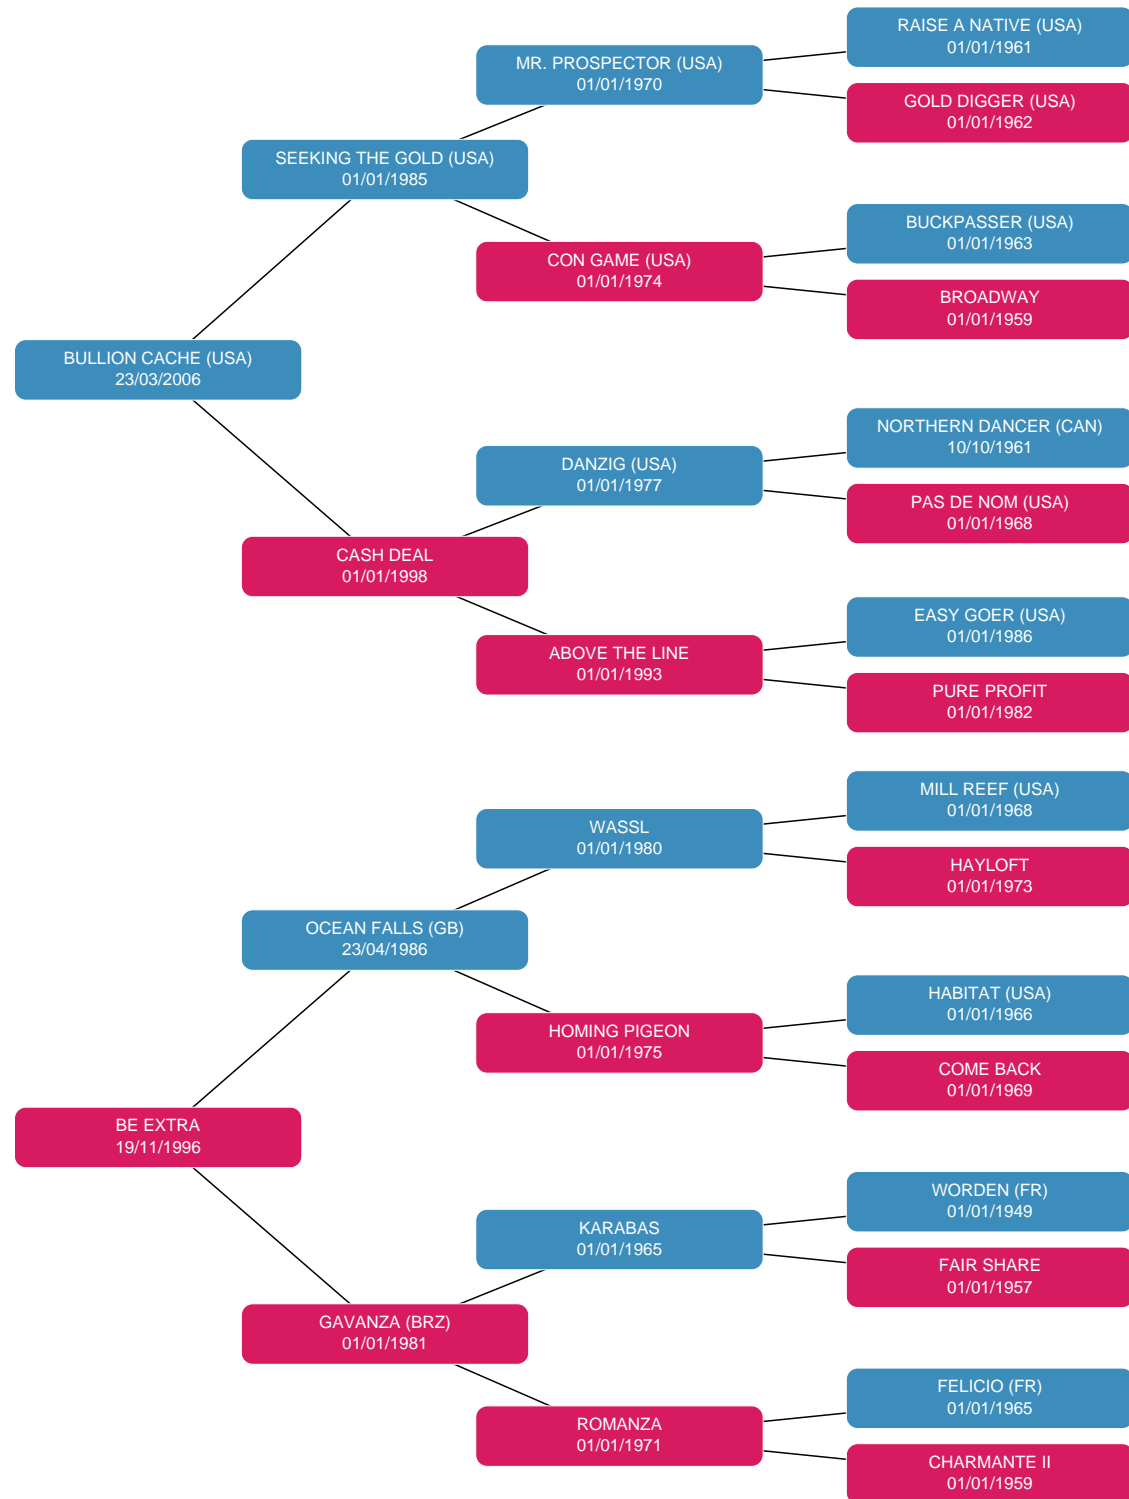 RAISE A NATIVE (USA)
01/01/1961
MR. PROSPECTOR (USA)
01/01/1970
GOLD DIGGER (USA)
01/01/1962
SEEKING THE GOLD (USA)
01/01/1985
BUCKPASSER (USA)
01/01/1963
CON GAME (USA)
01/01/1974
BROADWAY
01/01/1959
BULLION CACHE (USA)
23/03/2006
NORTHERN DANCER (CAN)
10/10/1961
DANZIG (USA)
01/01/1977
PAS DE NOM (USA)
01/01/1968
CASH DEAL
01/01/1998
EASY GOER (USA)
01/01/1986
ABOVE THE LINE
01/01/1993
PURE PROFIT
01/01/1982
MILL REEF (USA)
01/01/1968
WASSL
01/01/1980
HAYLOFT
01/01/1973
OCEAN FALLS (GB)
23/04/1986
HABITAT (USA)
01/01/1966
HOMING PIGEON
01/01/1975
COME BACK
01/01/1969
BE EXTRA
19/11/1996
WORDEN (FR)
01/01/1949
KARABAS
01/01/1965
FAIR SHARE
01/01/1957
GAVANZA (BRZ)
01/01/1981
FELICIO (FR)
01/01/1965
ROMANZA
01/01/1971
CHARMANTE II
01/01/1959